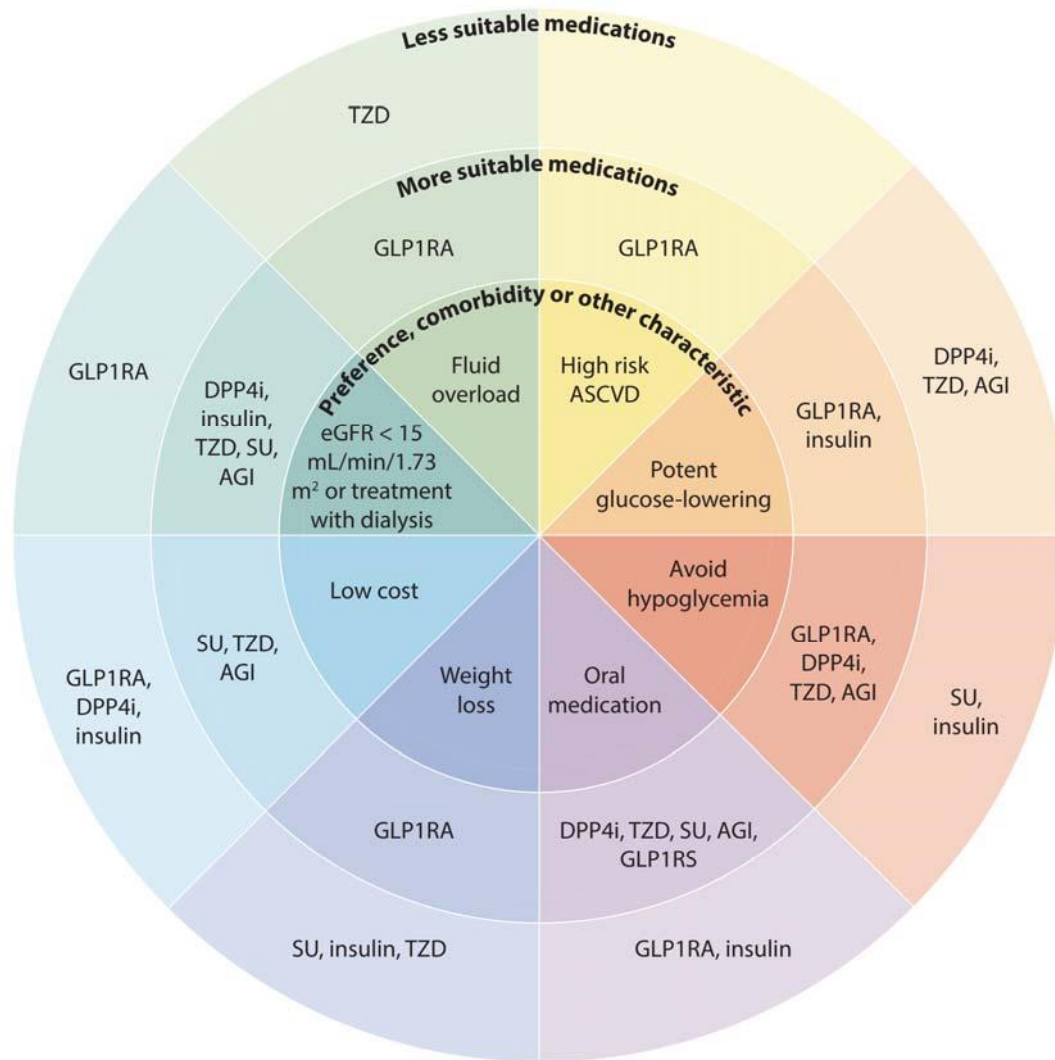 Less suitable medications
TZD
More suitable medications
GLP1RA
GLP1RA
Preference, comorbidity or other characteristic
Fluid
overload
High risk
ASCVD
GLP1RA
DPP4i,
insulin,
TZD, SU,
AGI
eGFR < 15
mL/min/1.73
m² or treatment
with dialysis
Potent
glucose-lowering
GLP1RA,
insulin
DPP4i,
TZD, AGI
Low cost
SU, TZD,
AGI
GLP1RA,
DPP4i,
insulin
Avoid
hypoglycemia
GLP1RA,
DPP4i,
TZD, AGI
SU,
insulin
Weight
loss
GLP1RA
SU, insulin, TZD
Oral
medication
DPP4i, TZD, SU, AGI,
GLP1RS
GLP1RA, insulin